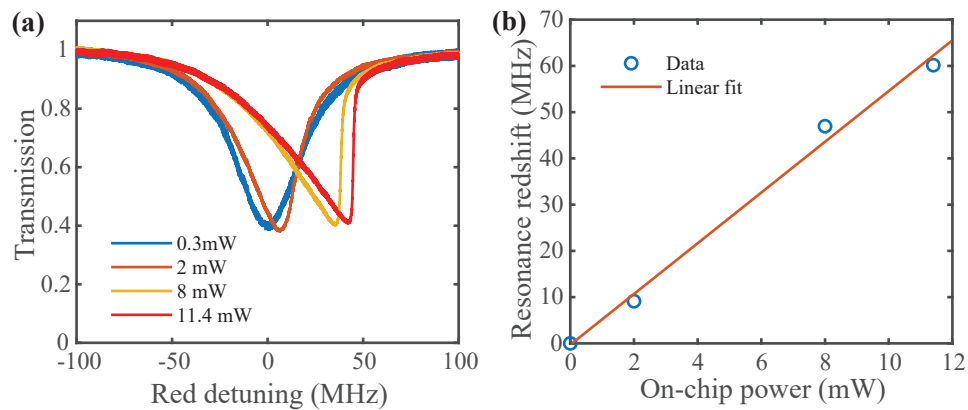 (a)
Transmission
1
0.8
0.6
0.4
0.2
0
0.3mW
2 mW
8 mW
11.4 mW
-100
-50
0
50
100
Red detuning (MHz)
(b)
Resonance redshift (MHz)
70
60
50
40
30
20
10
0
Data
Linear fit
0
2
4
6
8
10
12
On-chip power (mW)